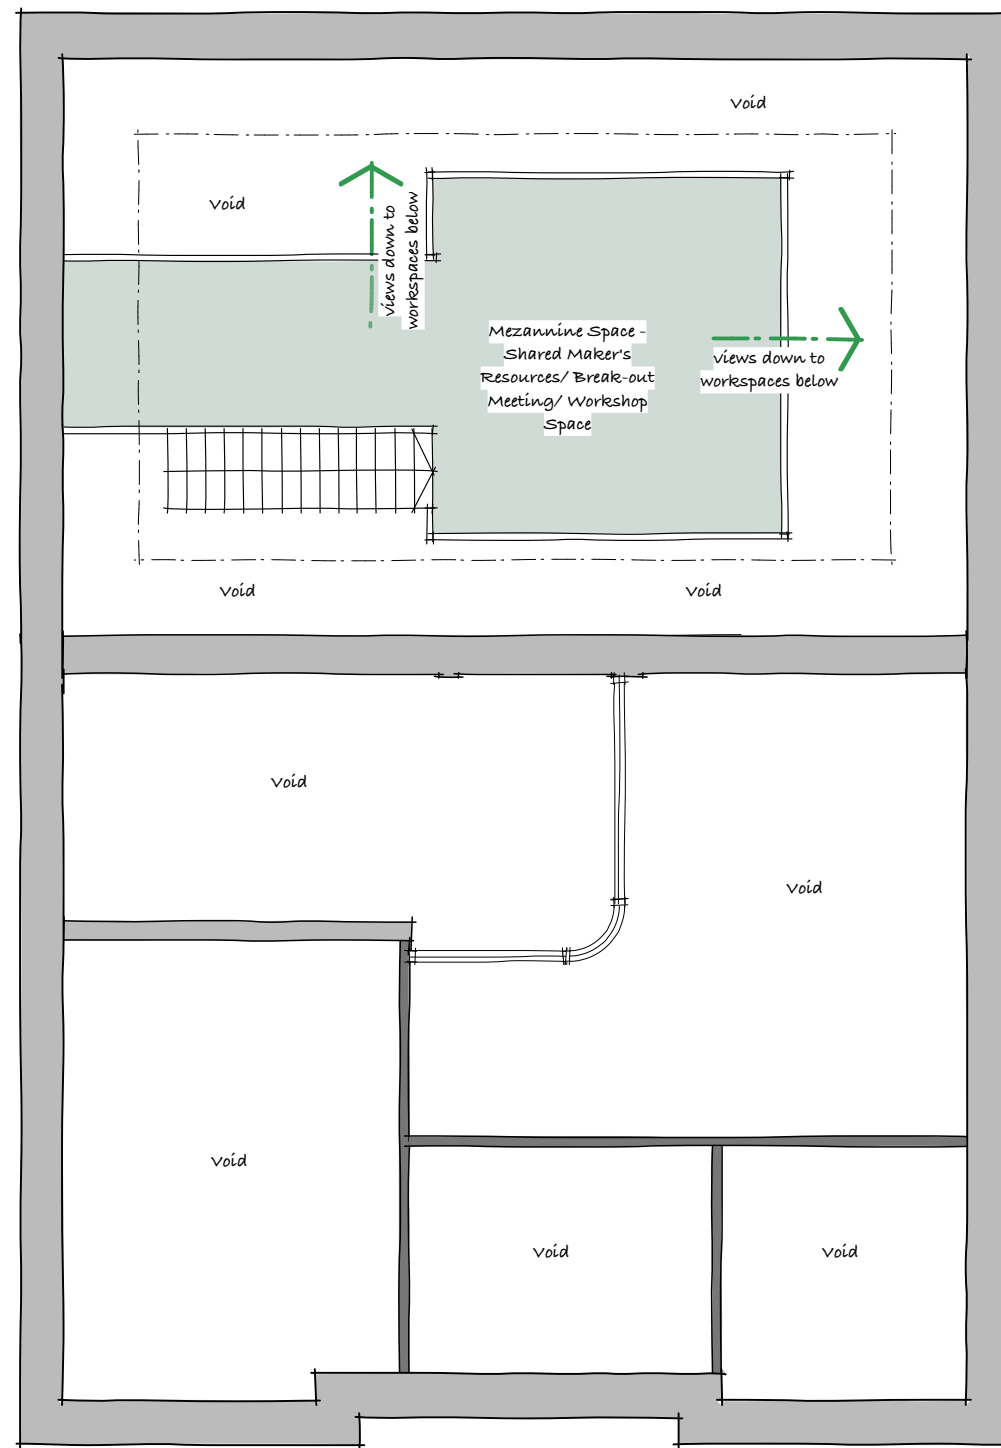 Void
Void
views down to
workspaces below
Mezannine Space -
Shared Maker's
Resources/ Break-out
Meeting/ Workshop
Space
views down to
workspaces below
Void
Void
Void
Void
Void
Void
Void